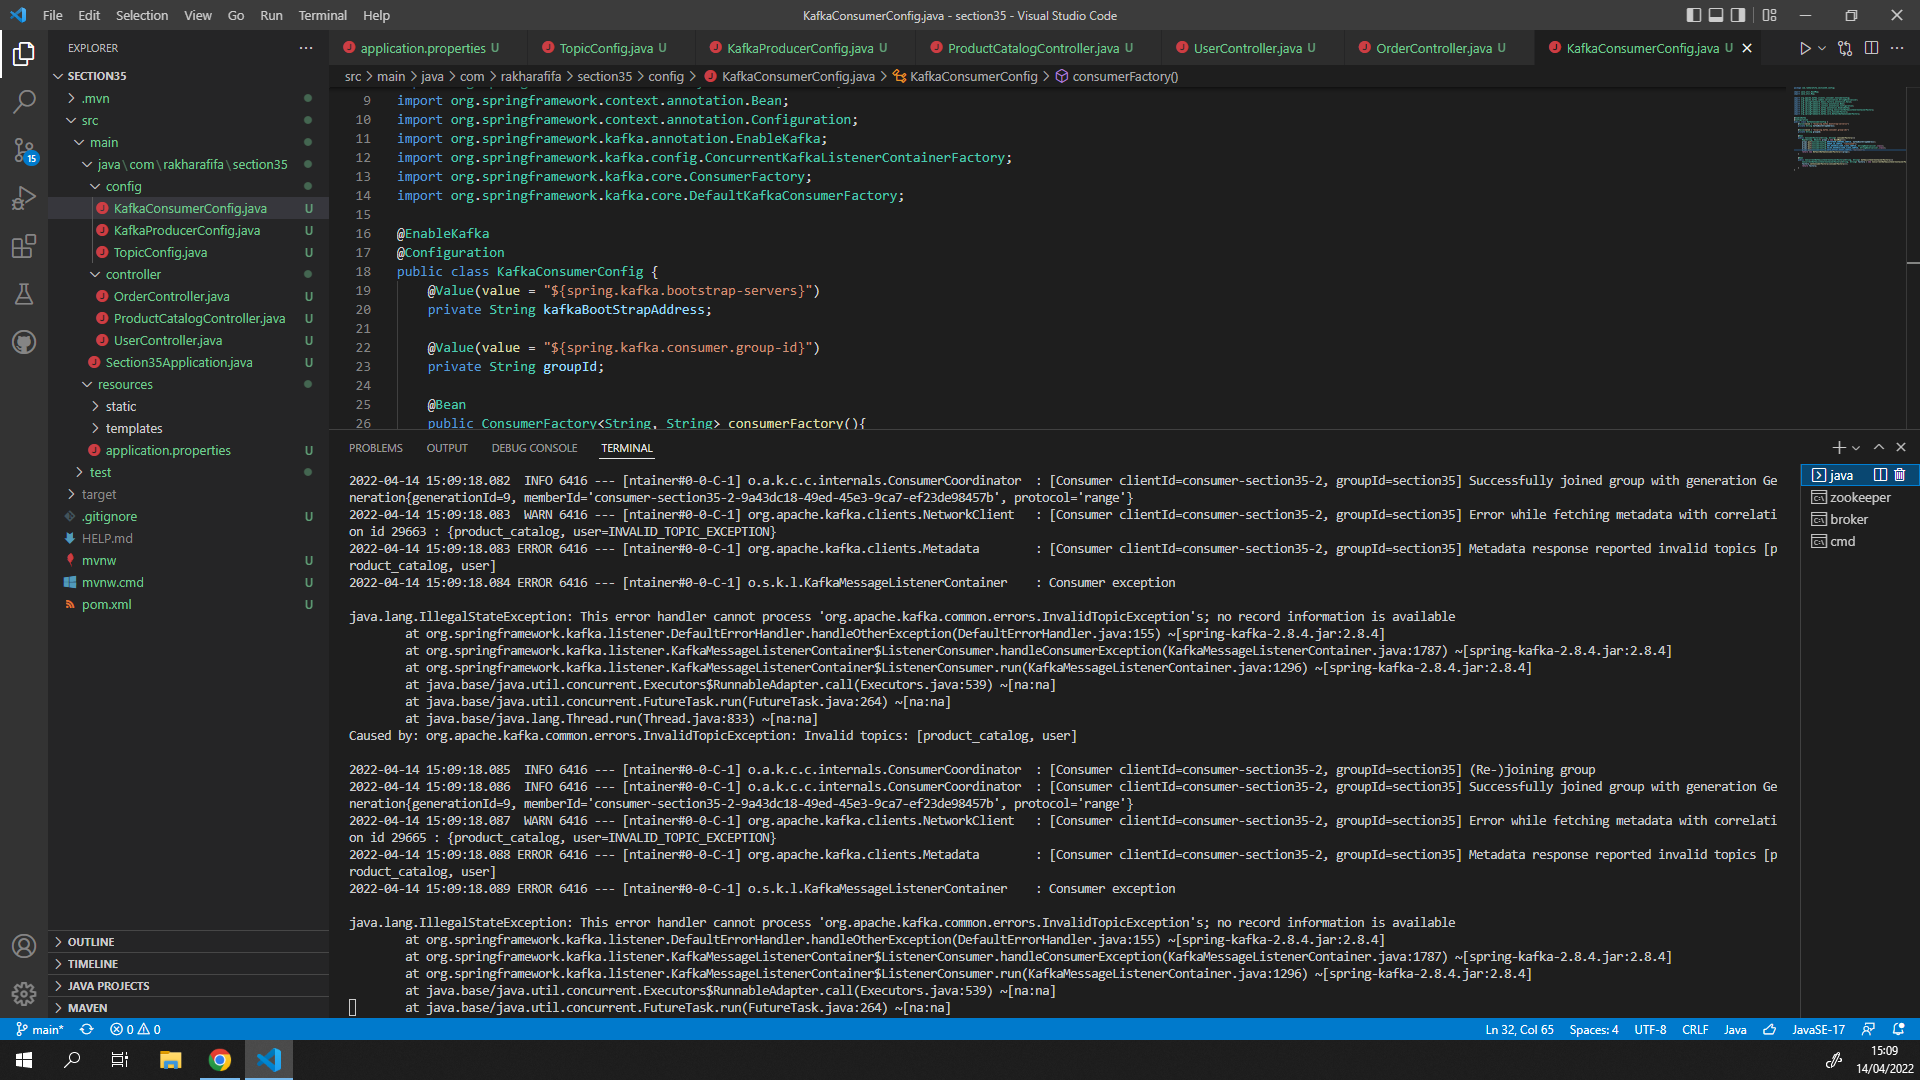 File Edit Selection View Go Run Terminal Help
KafkaConsumerConfig.java - section35 - Visual Studio Code
EXPLORER
SECTION35
.mvn
src
main
java\com\rakharafifa\section35
config
KafkaConsumerConfig.java U
KafkaProducerConfig.java U
TopicConfig.java U
controller
OrderController.java U
ProductCatalogController.java U
UserController.java U
Section35Application.java U
resources
static
templates
application.properties U
test
target
.gitignore U
HELP.md
mvnw U
mvnw.cmd U
pom.xml U
OUTLINE
TIMELINE
JAVA PROJECTS
MAVEN
15
application.properties U TopicConfig.java U KafkaProducerConfig.java U ProductCatalogController.java U UserController.java U OrderController.java U KafkaConsumerConfig.java U
src > main > java > com > rakharafifa > section35 > config > KafkaConsumerConfig.java > KafkaConsumerConfig > consumerFactory()
9 import org.springframework.context.annotation.Bean;
10 import org.springframework.context.annotation.Configuration;
11 import org.springframework.kafka.annotation.EnableKafka;
12 import org.springframework.kafka.config.ConcurrentKafkaListenerContainerFactory;
13 import org.springframework.kafka.core.ConsumerFactory;
14 import org.springframework.kafka.core.DefaultKafkaConsumerFactory;
15
16 @EnableKafka
17 @Configuration
18 public class KafkaConsumerConfig {
19 @Value(value = "${spring.kafka.bootstrap-servers}")
20 private String kafkaBootStrapAddress;
21
22 @Value(value = "${spring.kafka.consumer.group-id}")
23 private String groupId;
24
25 @Bean
26 public ConsumerFactory<String, String> consumerFactory(){
PROBLEMS OUTPUT DEBUG CONSOLE TERMINAL
2022-04-14 15:09:18.082 INFO 6416 --- [ntainer#0-0-C-1] o.a.k.c.c.internals.ConsumerCoordinator : [Consumer clientId=consumer-section35-2, groupId=section35] Successfully joined group with generation Ge
neration{generationId=9, memberId='consumer-section35-2-9a43dc18-49ed-45e3-9ca7-ef23de98457b', protocol='range'}
2022-04-14 15:09:18.083 WARN 6416 --- [ntainer#0-0-C-1] org.apache.kafka.clients.NetworkClient : [Consumer clientId=consumer-section35-2, groupId=section35] Error while fetching metadata with correlati
on id 29663 : {product_catalog, user=INVALID_TOPIC_EXCEPTION}
2022-04-14 15:09:18.083 ERROR 6416 --- [ntainer#0-0-C-1] org.apache.kafka.clients.Metadata : [Consumer clientId=consumer-section35-2, groupId=section35] Metadata response reported invalid topics [p
roduct_catalog, user]
2022-04-14 15:09:18.084 ERROR 6416 --- [ntainer#0-0-C-1] o.s.k.l.KafkaMessageListenerContainer : Consumer exception
java.lang.IllegalStateException: This error handler cannot process 'org.apache.kafka.common.errors.InvalidTopicException's; no record information is available
at org.springframework.kafka.listener.DefaultErrorHandler.handleOtherException(DefaultErrorHandler.java:155) ~[spring-kafka-2.8.4.jar:2.8.4]
at org.springframework.kafka.listener.KafkaMessageListenerContainer$ListenerConsumer.handleConsumerException(KafkaMessageListenerContainer.java:1787) ~[spring-kafka-2.8.4.jar:2.8.4]
at org.springframework.kafka.listener.KafkaMessageListenerContainer$ListenerConsumer.run(KafkaMessageListenerContainer.java:1296) ~[spring-kafka-2.8.4.jar:2.8.4]
at java.base/java.util.concurrent.Executors$RunnableAdapter.call(Executors.java:539) ~[na:na]
at java.base/java.util.concurrent.FutureTask.run(FutureTask.java:264) ~[na:na]
at java.base/java.lang.Thread.run(Thread.java:833) ~[na:na]
Caused by: org.apache.kafka.common.errors.InvalidTopicException: Invalid topics: [product_catalog, user]
2022-04-14 15:09:18.085 INFO 6416 --- [ntainer#0-0-C-1] o.a.k.c.c.internals.ConsumerCoordinator : [Consumer clientId=consumer-section35-2, groupId=section35] (Re-)joining group
2022-04-14 15:09:18.086 INFO 6416 --- [ntainer#0-0-C-1] o.a.k.c.c.internals.ConsumerCoordinator : [Consumer clientId=consumer-section35-2, groupId=section35] Successfully joined group with generation Ge
neration{generationId=9, memberId='consumer-section35-2-9a43dc18-49ed-45e3-9ca7-ef23de98457b', protocol='range'}
2022-04-14 15:09:18.087 WARN 6416 --- [ntainer#0-0-C-1] org.apache.kafka.clients.NetworkClient : [Consumer clientId=consumer-section35-2, groupId=section35] Error while fetching metadata with correlati
on id 29665 : {product_catalog, user=INVALID_TOPIC_EXCEPTION}
2022-04-14 15:09:18.088 ERROR 6416 --- [ntainer#0-0-C-1] org.apache.kafka.clients.Metadata : [Consumer clientId=consumer-section35-2, groupId=section35] Metadata response reported invalid topics [p
roduct_catalog, user]
2022-04-14 15:09:18.089 ERROR 6416 --- [ntainer#0-0-C-1] o.s.k.l.KafkaMessageListenerContainer : Consumer exception
java.lang.IllegalStateException: This error handler cannot process 'org.apache.kafka.common.errors.InvalidTopicException's; no record information is available
at org.springframework.kafka.listener.DefaultErrorHandler.handleOtherException(DefaultErrorHandler.java:155) ~[spring-kafka-2.8.4.jar:2.8.4]
at org.springframework.kafka.listener.KafkaMessageListenerContainer$ListenerConsumer.handleConsumerException(KafkaMessageListenerContainer.java:1787) ~[spring-kafka-2.8.4.jar:2.8.4]
at org.springframework.kafka.listener.KafkaMessageListenerContainer$ListenerConsumer.run(KafkaMessageListenerContainer.java:1296) ~[spring-kafka-2.8.4.jar:2.8.4]
at java.base/java.util.concurrent.Executors$RunnableAdapter.call(Executors.java:539) ~[na:na]
at java.base/java.util.concurrent.FutureTask.run(FutureTask.java:264) ~[na:na]
java
zookeeper
broker
cmd
main* 0 0 Ln 32, Col 65 Spaces: 4 UTF-8 CRLF Java JavaSE-17
15:09
14/04/2022